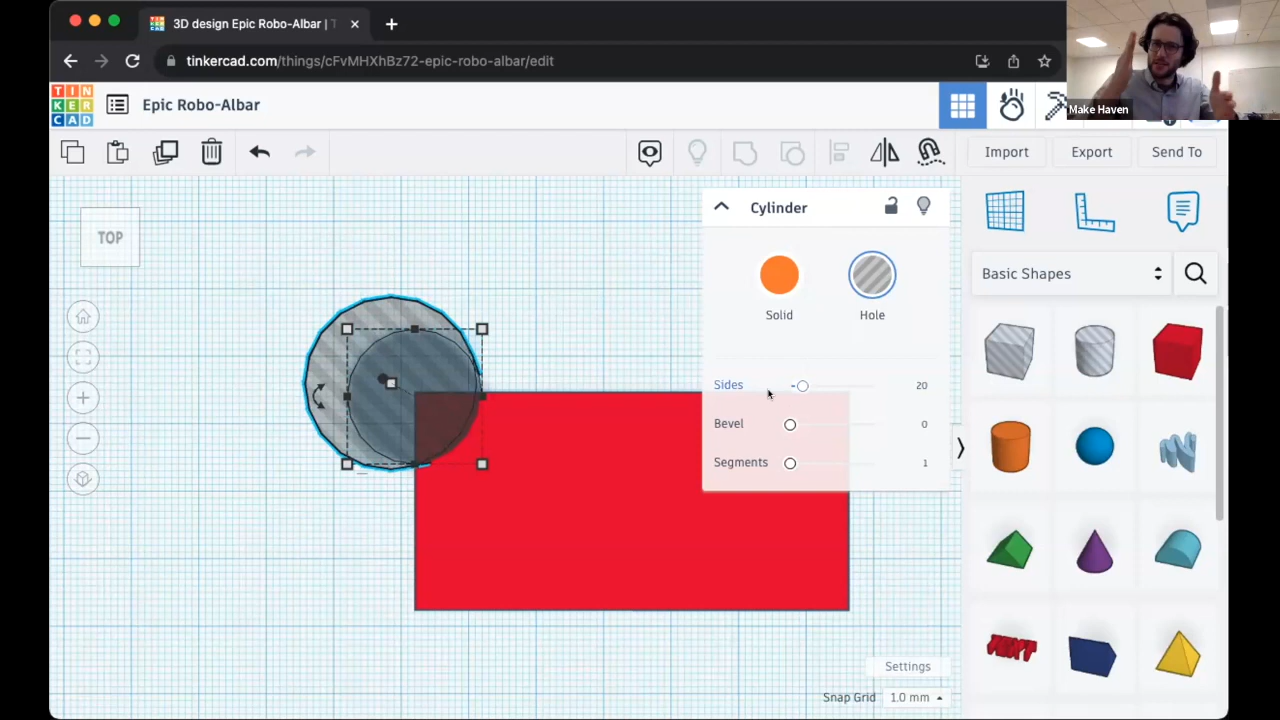 3D design Epic Robo-Albar | T
tinkercad.com/things/cFvMHXhBz72-epic-robo-albar/edit
Make Haven
TIN
KER
CAD
Epic Robo-Albar
Import
Export
Send To
TOP
Cylinder
Solid
Hole
Sides
20
Bevel
0
Segments
1
Basic Shapes
TEXT
Settings
Snap Grid
1.0 mm